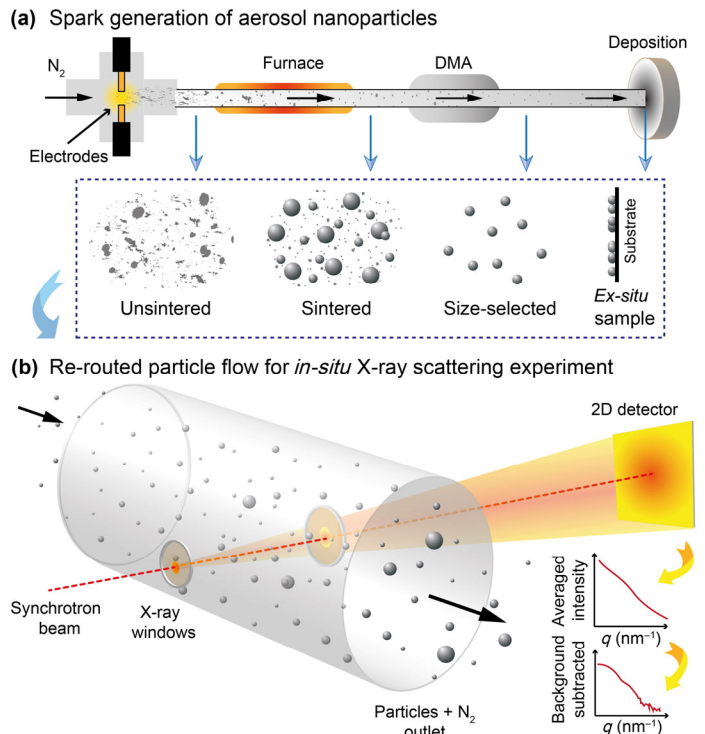 (a) Spark generation of aerosol nanoparticles
Deposition
N₂
Furnace
DMA
Electrodes
Substrate
Unsintered
Sintered
Size-selected
Ex-situ
sample
(b) Re-routed particle flow for in-situ X-ray scattering experiment
2D detector
Synchrotron
beam
X-ray
windows
Averaged
intensity
q (nm⁻¹)
Background
subtracted
q (nm⁻¹)
Particles + N₂
outlet